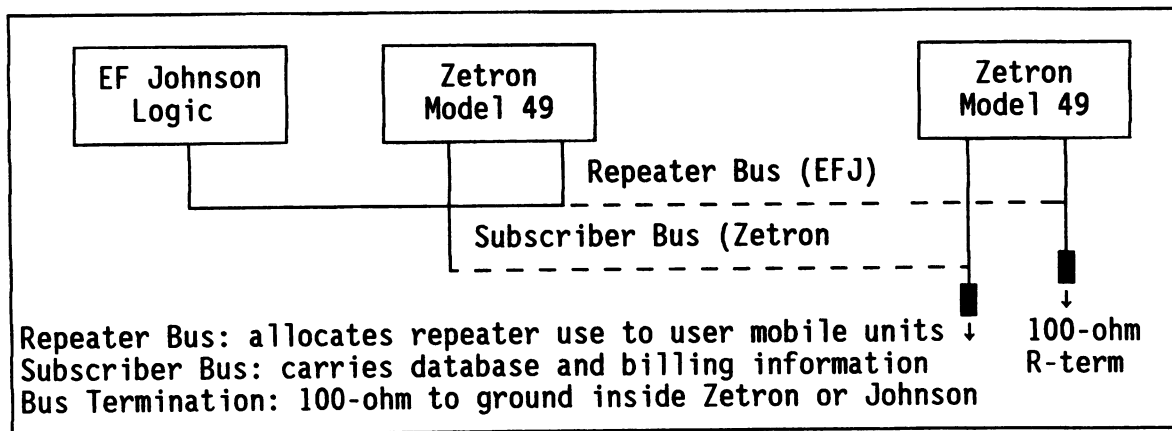 EF Johnson
Logic
Zetron
Model 49
Zetron
Model 49
Repeater Bus (EFJ)
Subscriber Bus (Zetron
Repeater Bus: allocates repeater use to user mobile units ↓
Subscriber Bus: carries database and billing information
Bus Termination: 100-ohm to ground inside Zetron or Johnson
↓
100-ohm
R-term